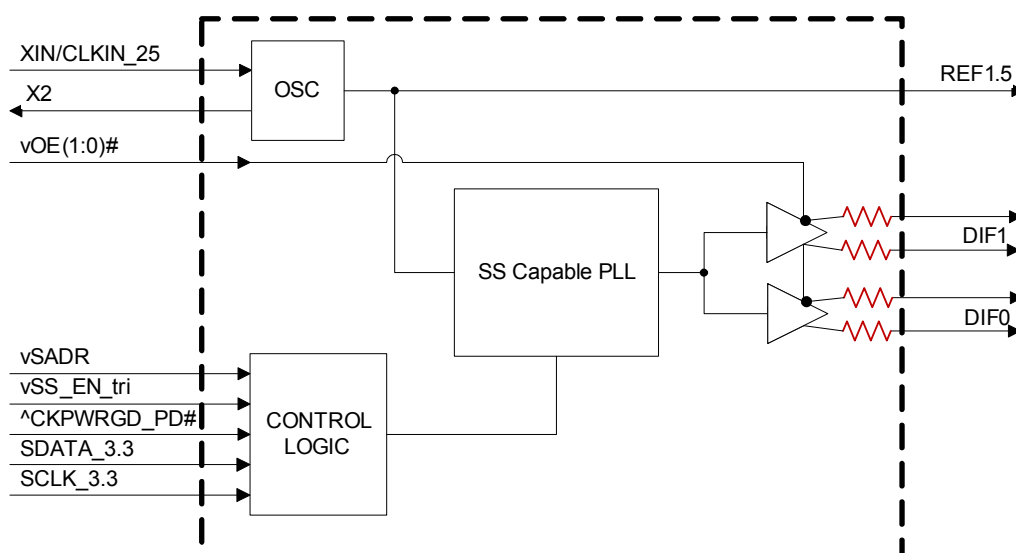 XIN/CLKIN_25
OSC
REF1.5
X2
vOE(1:0)#
DIF1
SS Capable PLL
DIF0
vSADR
vSS_EN_tri
^CKPWRGD_PD#
SDATA_3.3
SCLK_3.3
CONTROL
LOGIC